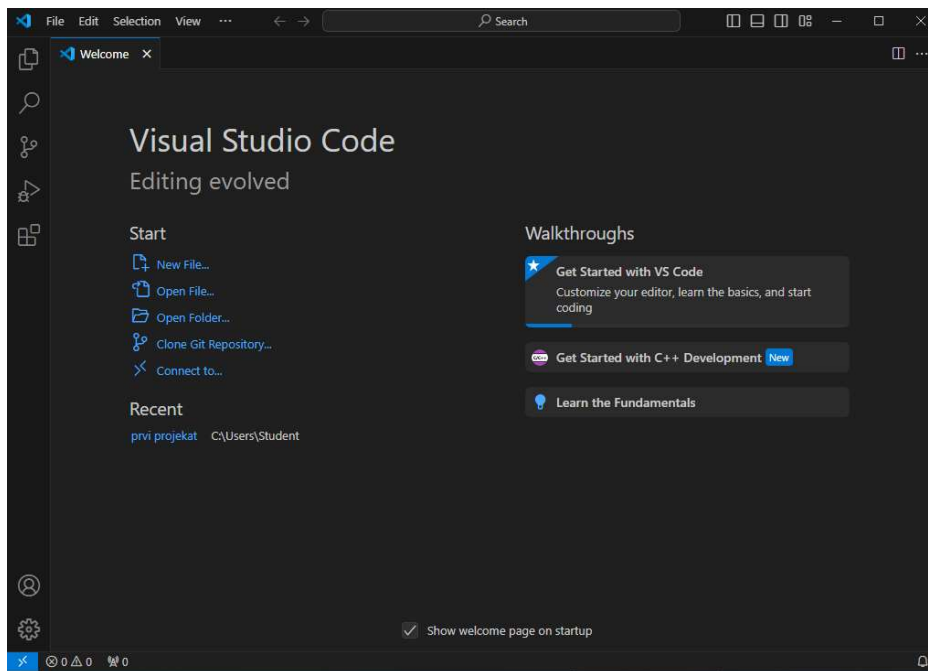 File Edit Selection View ··· Search
Welcome
Visual Studio Code
Editing evolved
Start
New File...
Open File...
Open Folder...
Clone Git Repository...
Connect to...
Recent
prvi projekat C:\Users\Student
Walkthroughs
Get Started with VS Code
Customize your editor, learn the basics, and start
coding
Get Started with C++ Development New
Learn the Fundamentals
Show welcome page on startup
0 0 0